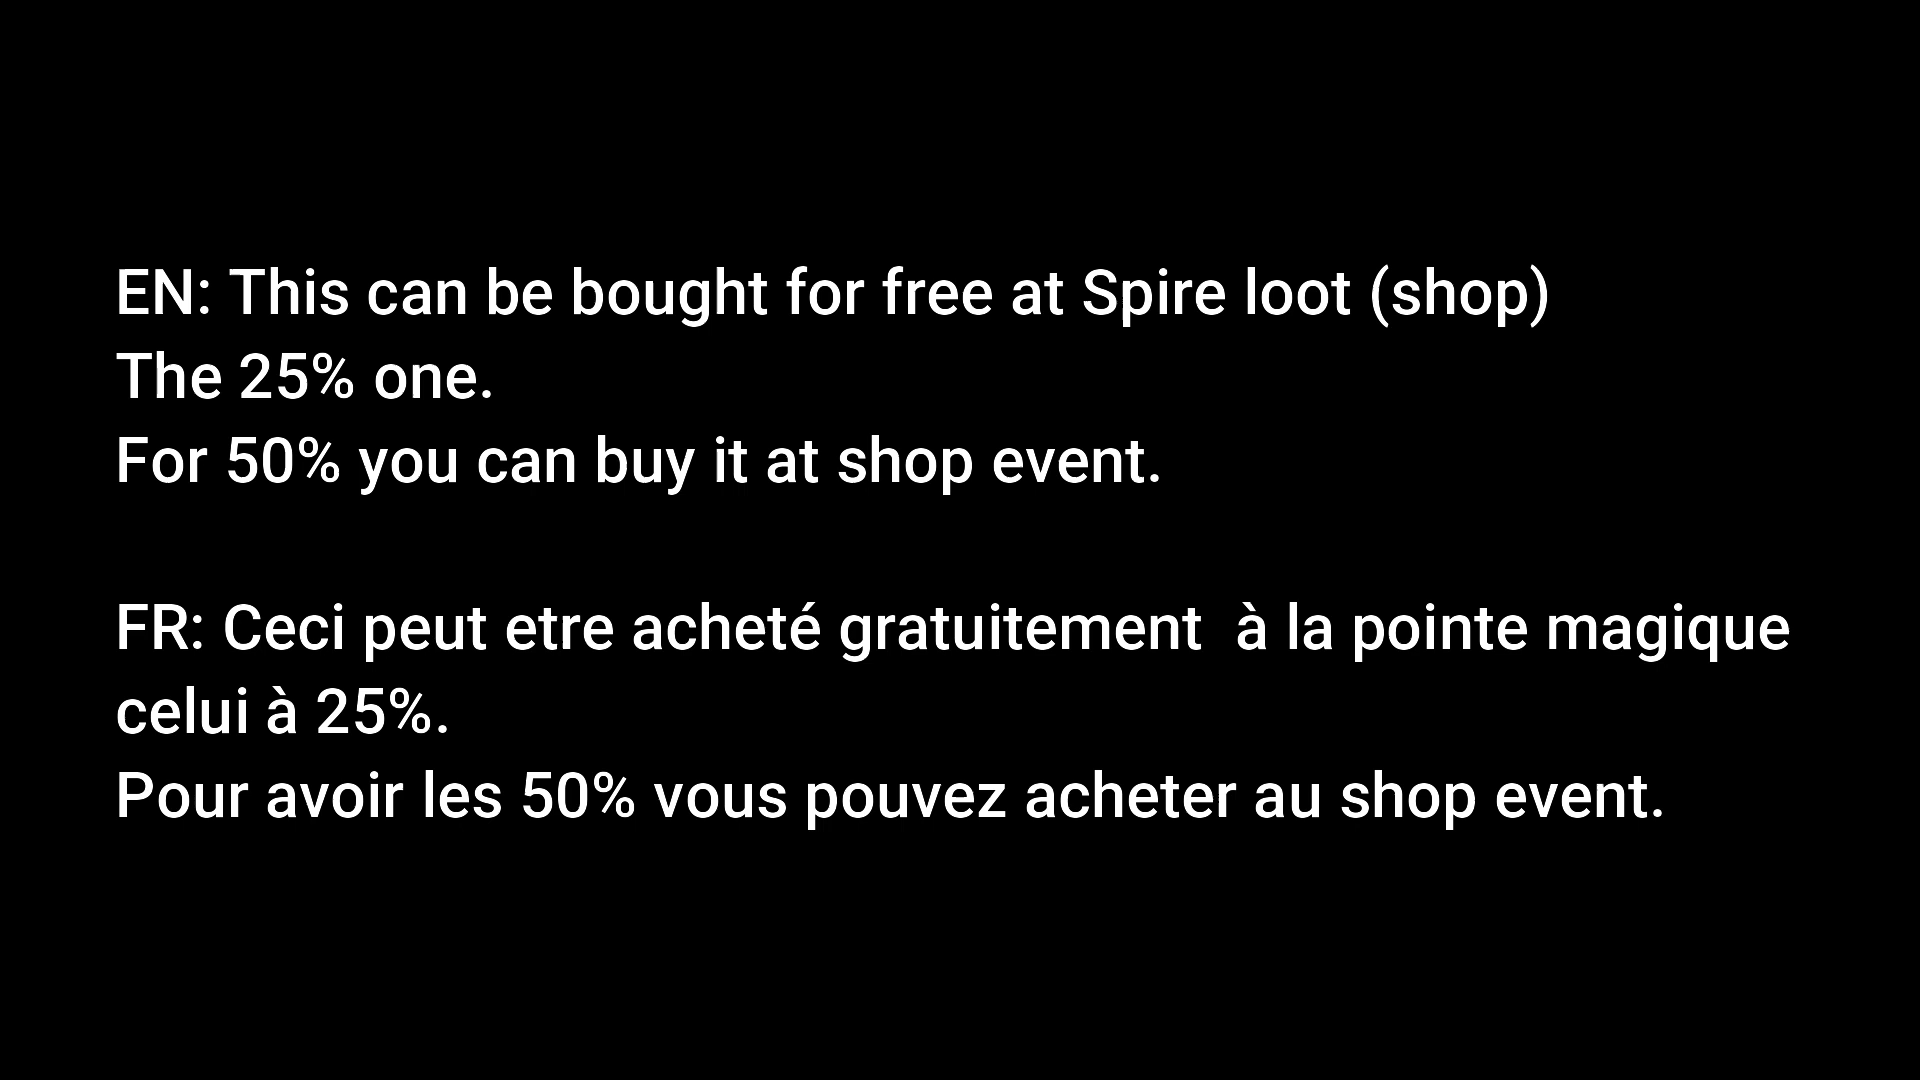 EN: This can be bought for free at Spire loot (shop)
The 25% one.
For 50% you can buy it at shop event.
FR: Ceci peut etre acheté gratuitement  à la pointe magique
celui à 25%.
Pour avoir les 50% vous pouvez acheter au shop event.